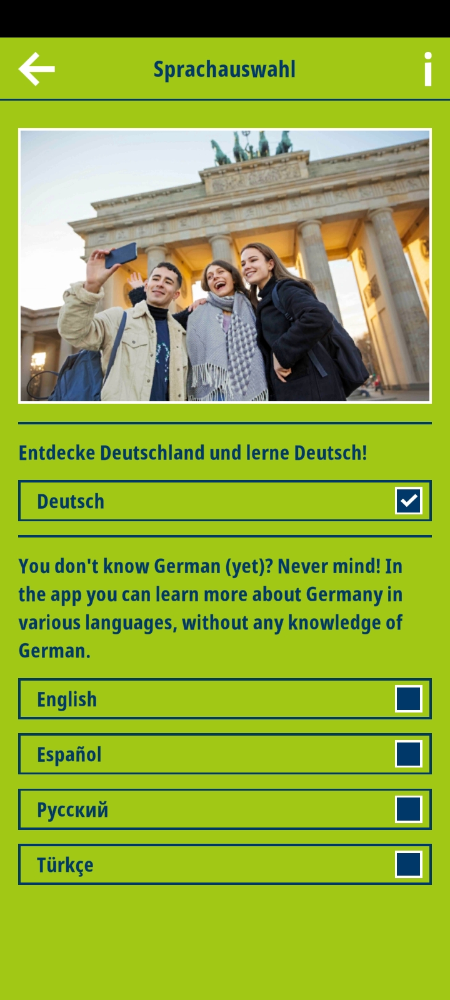 Sprachauswahl
Entdecke Deutschland und lerne Deutsch!
Deutsch
You don't know German (yet)? Never mind! In
the app you can learn more about Germany in
various languages, without any knowledge of
German.
English
Español
Русский
Türkçe